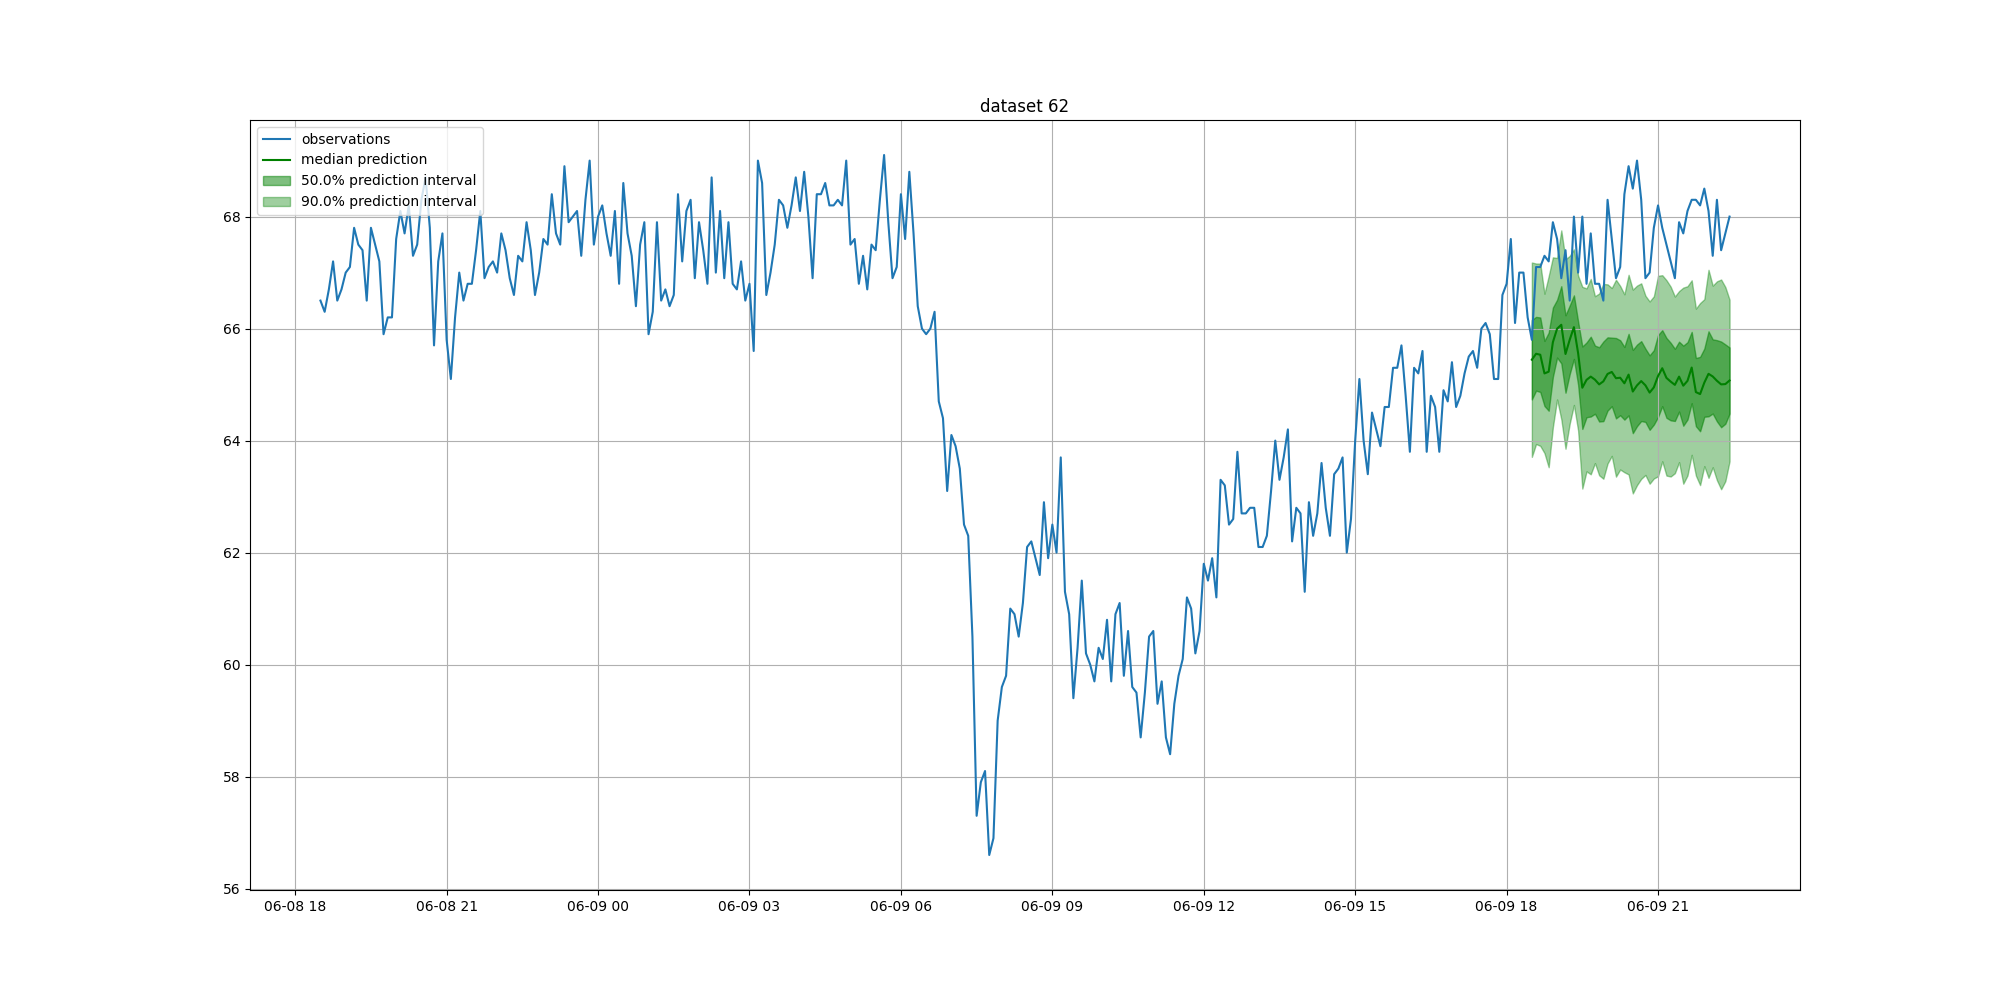 dataset 62
observations
median prediction
50.0% prediction interval
90.0% prediction interval
68
66
64
62
60
58
56
06-08 18 06-08 21 06-09 00 06-09 03 06-09 06 06-09 09 06-09 12 06-09 15 06-09 18 06-09 21